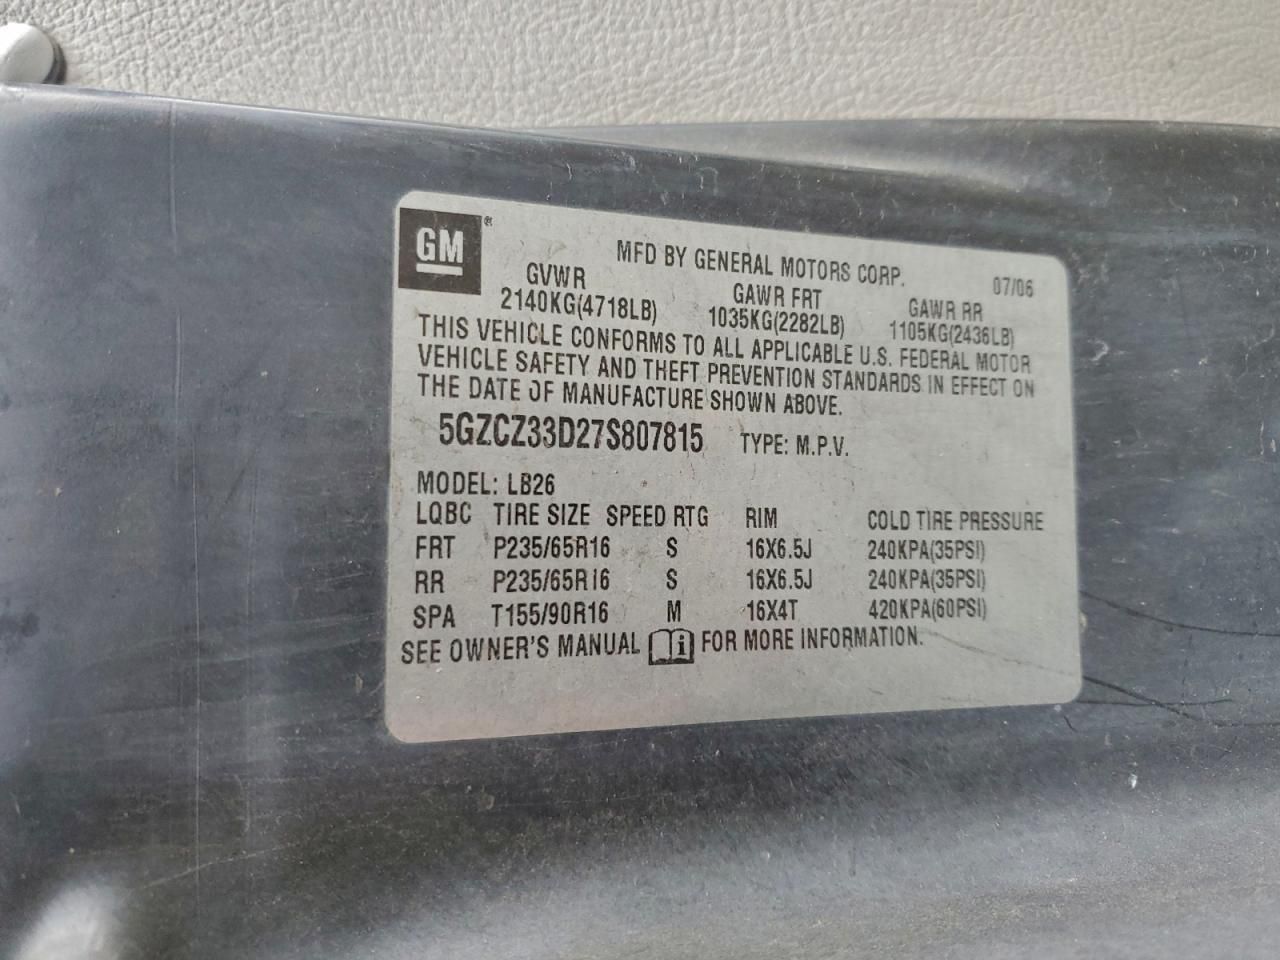 GM®
MFD BY GENERAL MOTORS CORP. 07/06
GVWR GAWR FRT GAWR RR
2140KG(4718LB) 1035KG(2282LB) 1105KG(2436LB)
THIS VEHICLE CONFORMS TO ALL APPLICABLE U.S. FEDERAL MOTOR
VEHICLE SAFETY AND THEFT PREVENTION STANDARDS IN EFFECT ON
THE DATE OF MANUFACTURE SHOWN ABOVE.
5GZCZ33D27S807815 TYPE: M.P.V.
MODEL: LB26
LQBC TIRE SIZE SPEED RTG RIM COLD TIRE PRESSURE
FRT P235/65R16 S 16X6.5J 240KPA(35PSI)
RR P235/65R16 S 16X6.5J 240KPA(35PSI)
SPA T155/90R16 M 16X4T 420KPA(60PSI)
SEE OWNER'S MANUAL i FOR MORE INFORMATION.